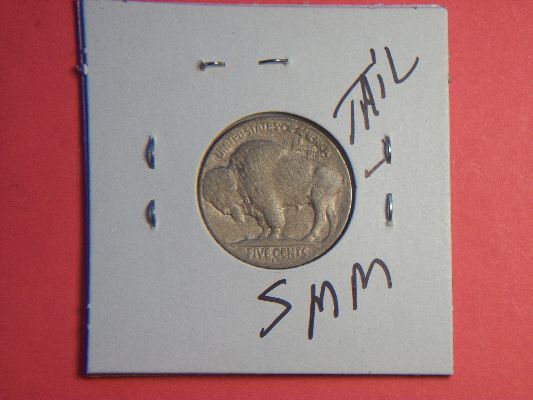 TAIL
UNITED STATES OF AMERICA
FIVE CENTS
SMM